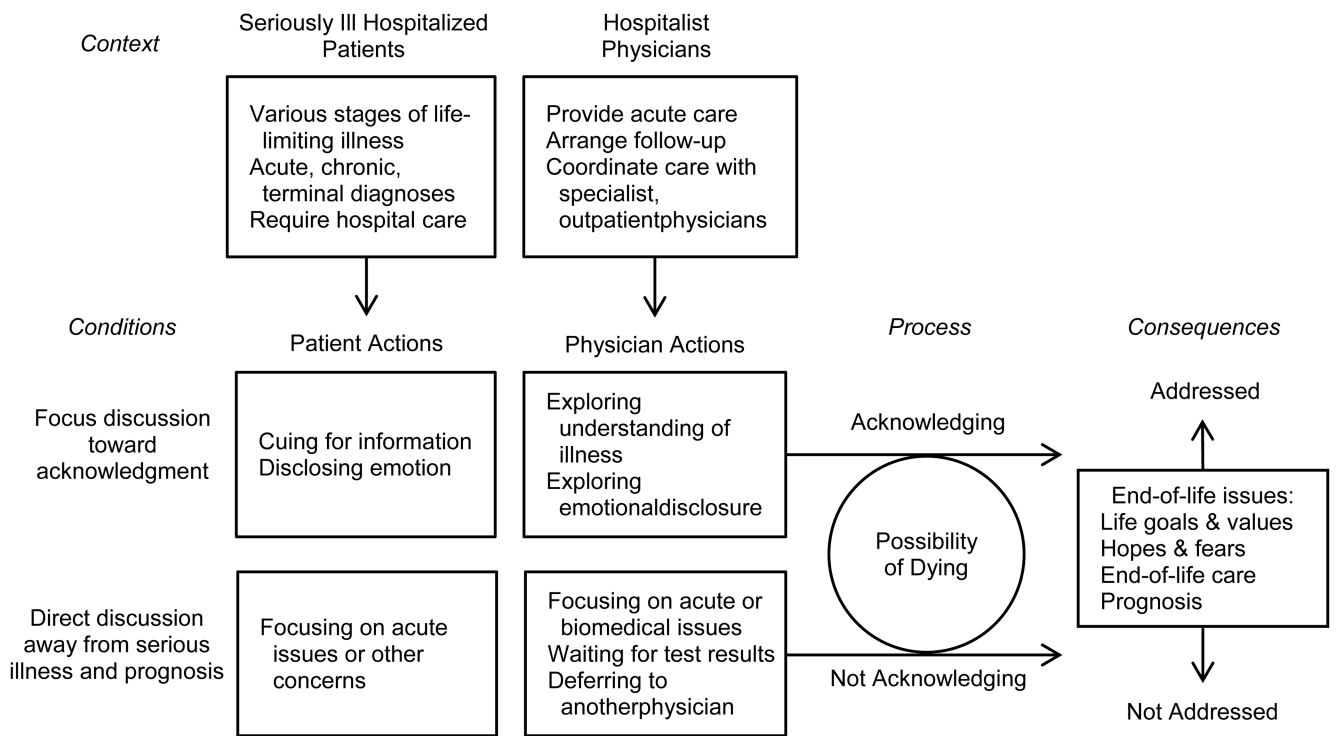 Context
Seriously Ill Hospitalized
Patients
Hospitalist
Physicians
Various stages of life-
limiting illness
Acute, chronic,
terminal diagnoses
Require hospital care
Provide acute care
Arrange follow-up
Coordinate care with
specialist,
outpatientphysicians
Conditions
Patient Actions
Physician Actions
Process
Consequences
Focus discussion
toward
acknowledgment
Cuing for information
Disclosing emotion
Exploring
understanding of
illness
Exploring
emotionaldisclosure
Acknowledging
Possibility
of Dying
Addressed
End-of-life issues:
Life goals & values
Hopes & fears
End-of-life care
Prognosis
Direct discussion
away from serious
illness and prognosis
Focusing on acute
issues or other
concerns
Focusing on acute or
biomedical issues
Waiting for test results
Deferring to
anotherphysician
Not Acknowledging
Not Addressed